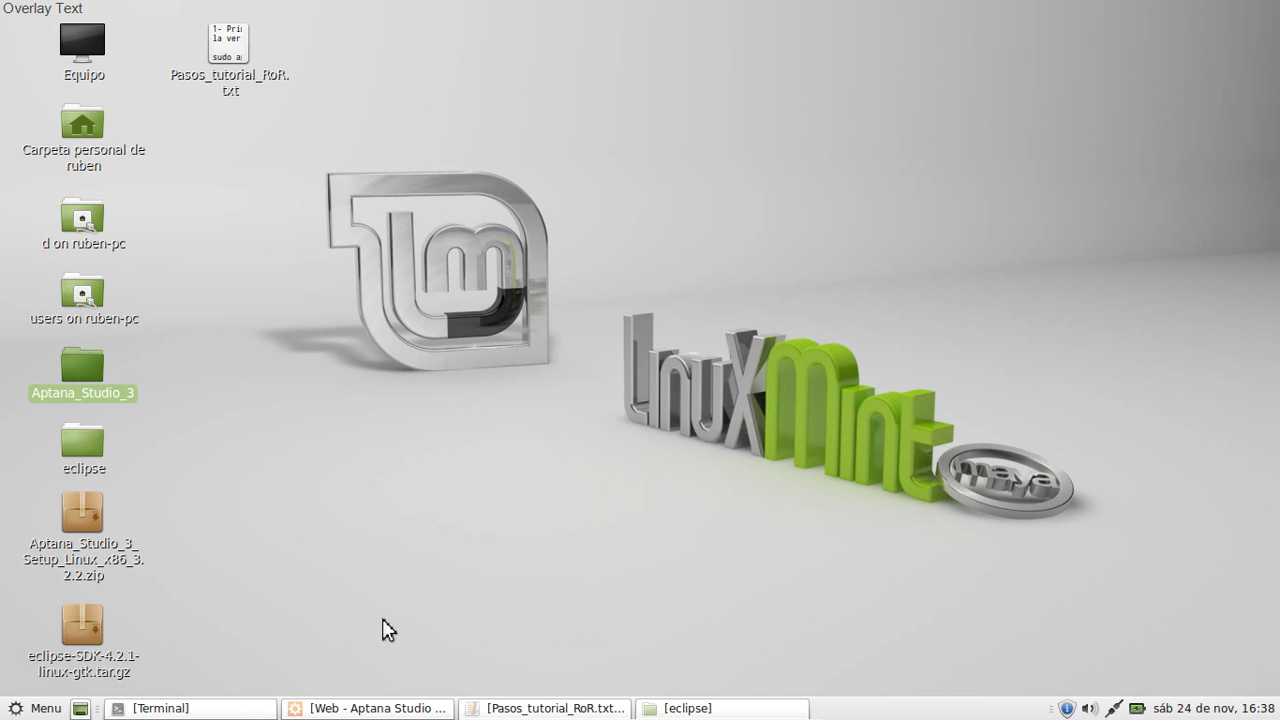 Overlay Text
Equipo
1- Pri
la ver
sudo a
Pasos_tutorial_RoR.
txt
Carpeta personal de
ruben
d on ruben-pc
users on ruben-pc
Aptana_Studio_3
eclipse
Aptana_Studio_3_
Setup_Linux_x86_3.
2.2.zip
eclipse-SDK-4.2.1-
linux-gtk.tar.gz
lm
LinuxMint
maya
Menu
[Terminal]
[Web - Aptana Studio ...
[Pasos_tutorial_RoR.txt...
[eclipse]
sáb 24 de nov, 16:38